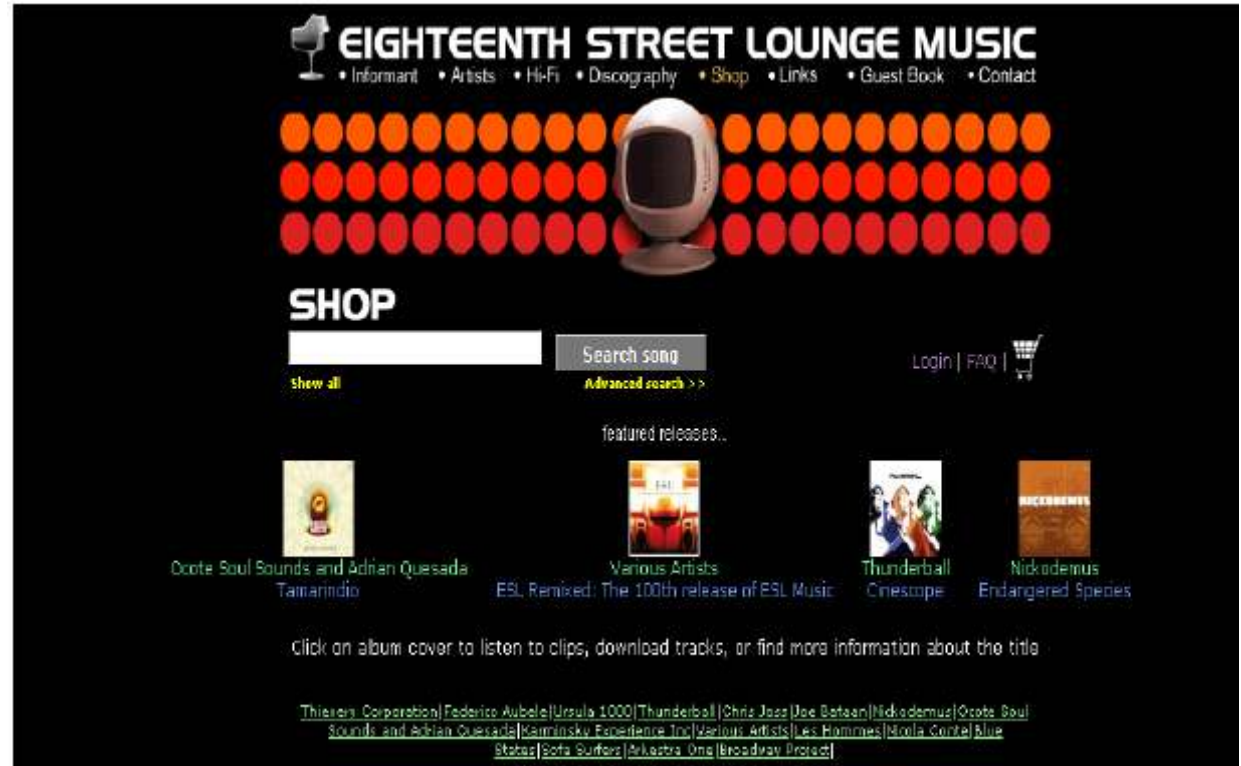 EIGHTEENTH STREET LOUNGE MUSIC
• Informant • Artists • Hi-Fi • Discography • Shop • Links • Guest Book • Contact
SHOP
Search song
Login | FAQ |
Show all
Advanced search >>
featured releases..
ESL
THUNDERBALL
NICKODEMUS
Ocote Soul Sounds and Adrian Quesada
Various Artists
Thunderball
Nickodemus
Tamarindio
ESL Remixed: The 100th release of ESL Music
Cinescope
Endangered Species
Click on album cover to listen to clips, download tracks, or find more information about the title
Thievery Corporation|Federico Aubele|Ursula 1000|Thunderball|Chris Joss|Joe Bataan|Nickodemus|Ocote Soul
Sounds and Adrian Quesada|Karminsky Experience Inc|Various Artists|Les Hommes|Nicola Conte|Blue
States|Sofa Surfers|Arkestra One|Broadway Project|